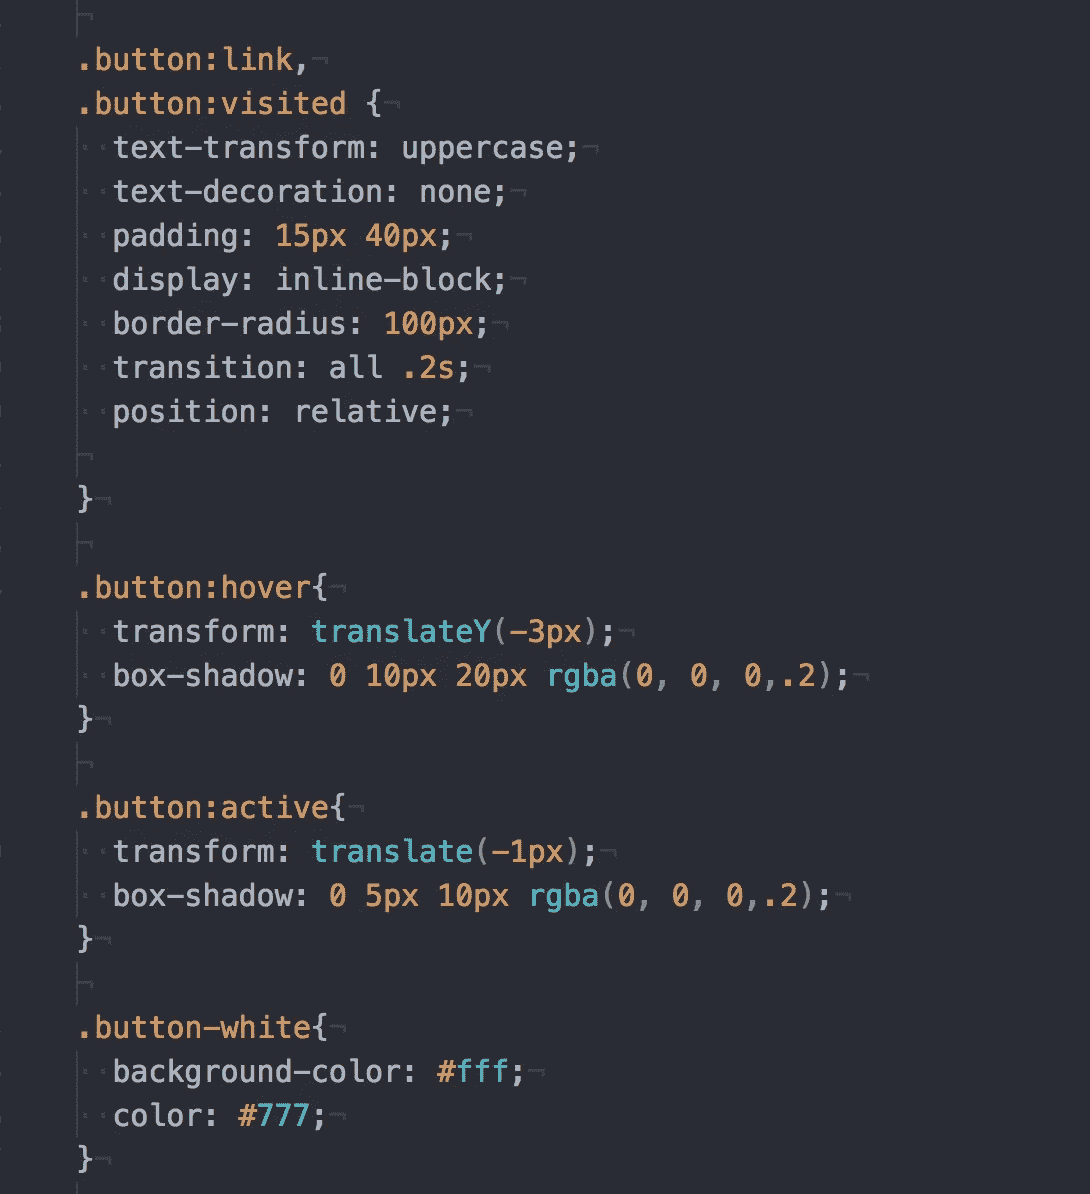 .button:link,
.button:visited {
text-transform: uppercase;
text-decoration: none;
padding: 15px 40px;
display: inline-block;
border-radius: 100px;
transition: all .2s;
position: relative;
}
.button:hover{
transform: translateY(-3px);
box-shadow: 0 10px 20px rgba(0, 0, 0,.2);
}
.button:active{
transform: translate(-1px);
box-shadow: 0 5px 10px rgba(0, 0, 0,.2);
}
.button-white{
background-color: #fff;
color: #777;
}